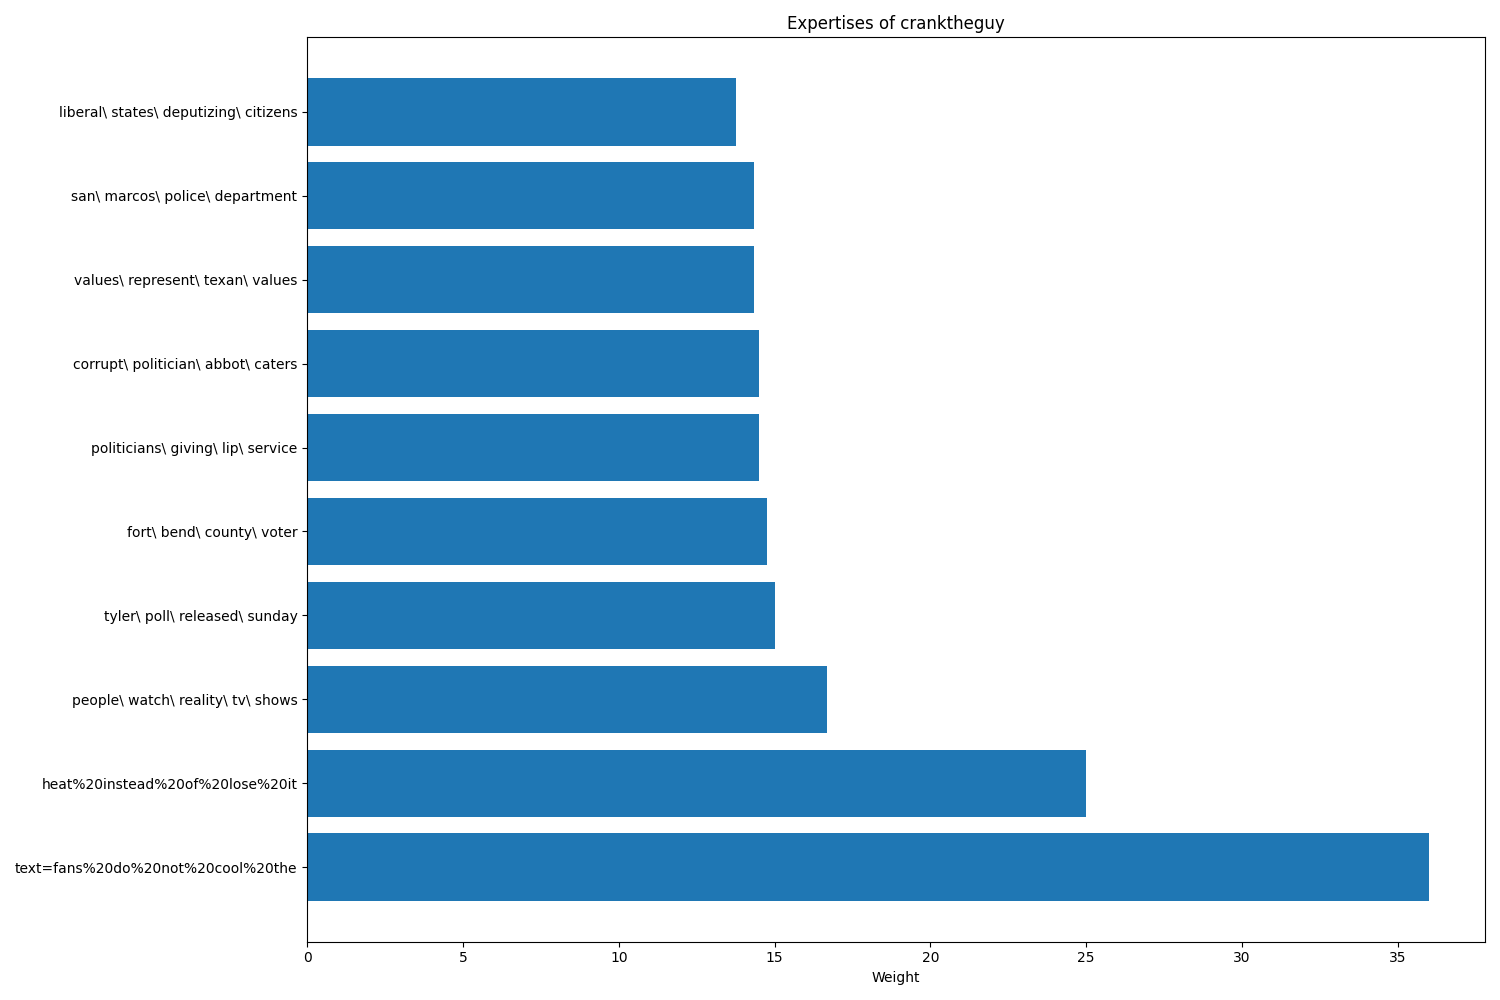 Expertises of cranktheguy
liberal\ states\ deputizing\ citizens
san\ marcos\ police\ department
values\ represent\ texan\ values
corrupt\ politician\ abbot\ caters
politicians\ giving\ lip\ service
fort\ bend\ county\ voter
tyler\ poll\ released\ sunday
people\ watch\ reality\ tv\ shows
heat%20instead%20of%20lose%20it
text=fans%20do%20not%20cool%20the
0 5 10 15 20 25 30 35
Weight